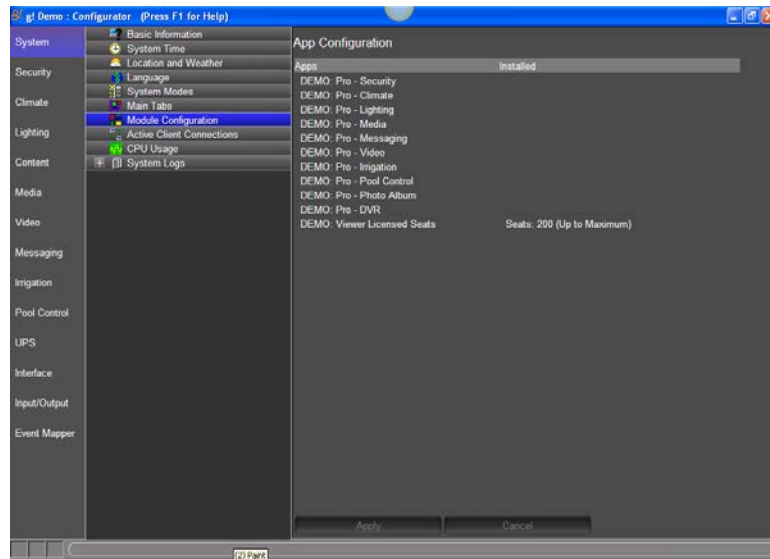 g! Demo : Configurator (Press F1 for Help)
System
Security
Climate
Lighting
Content
Media
Video
Messaging
Irrigation
Pool Control
UPS
Interface
Input/Output
Event Mapper
Basic Information
System Time
Location and Weather
Language
System Modes
Main Tabs
Module Configuration
Active Client Connections
CPU Usage
System Logs
App Configuration
Apps Installed
DEMO: Pro - Security
DEMO: Pro - Climate
DEMO: Pro - Lighting
DEMO: Pro - Media
DEMO: Pro - Messaging
DEMO: Pro - Video
DEMO: Pro - Irrigation
DEMO: Pro - Pool Control
DEMO: Pro - Photo Album
DEMO: Pro - DVR
DEMO: Viewer Licensed Seats Seats: 200 (Up to Maximum)
Apply Cancel
(2) Paint